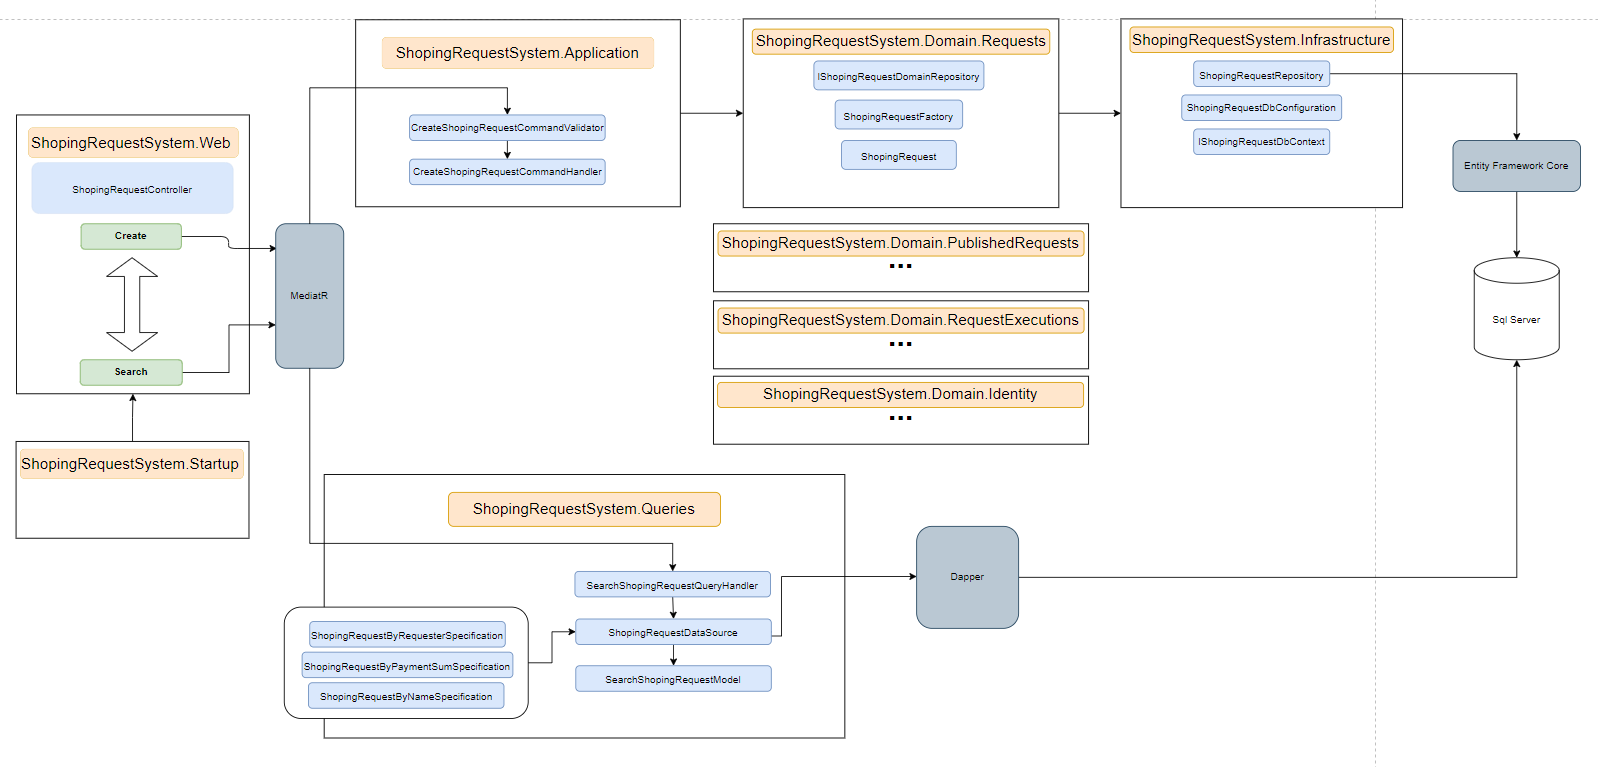 ShopingRequestSystem.Web
ShopingRequestController
Create
Search
ShopingRequestSystem.Startup
MediatR
ShopingRequestSystem.Application
CreateShopingRequestCommandValidator
CreateShopingRequestCommandHandler
ShopingRequestSystem.Domain.Requests
IShopingRequestDomainRepository
ShopingRequestFactory
ShopingRequest
ShopingRequestSystem.Infrastructure
ShopingRequestRepository
ShopingRequestDbConfiguration
IShopingRequestDbContext
Entity Framework Core
Sql Server
ShopingRequestSystem.Domain.PublishedRequests
...
ShopingRequestSystem.Domain.RequestExecutions
...
ShopingRequestSystem.Domain.Identity
...
ShopingRequestSystem.Queries
SearchShopingRequestQueryHandler
ShopingRequestDataSource
SearchShopingRequestModel
ShopingRequestByRequesterSpecification
ShopingRequestByPaymentSumSpecification
ShopingRequestByNameSpecification
Dapper